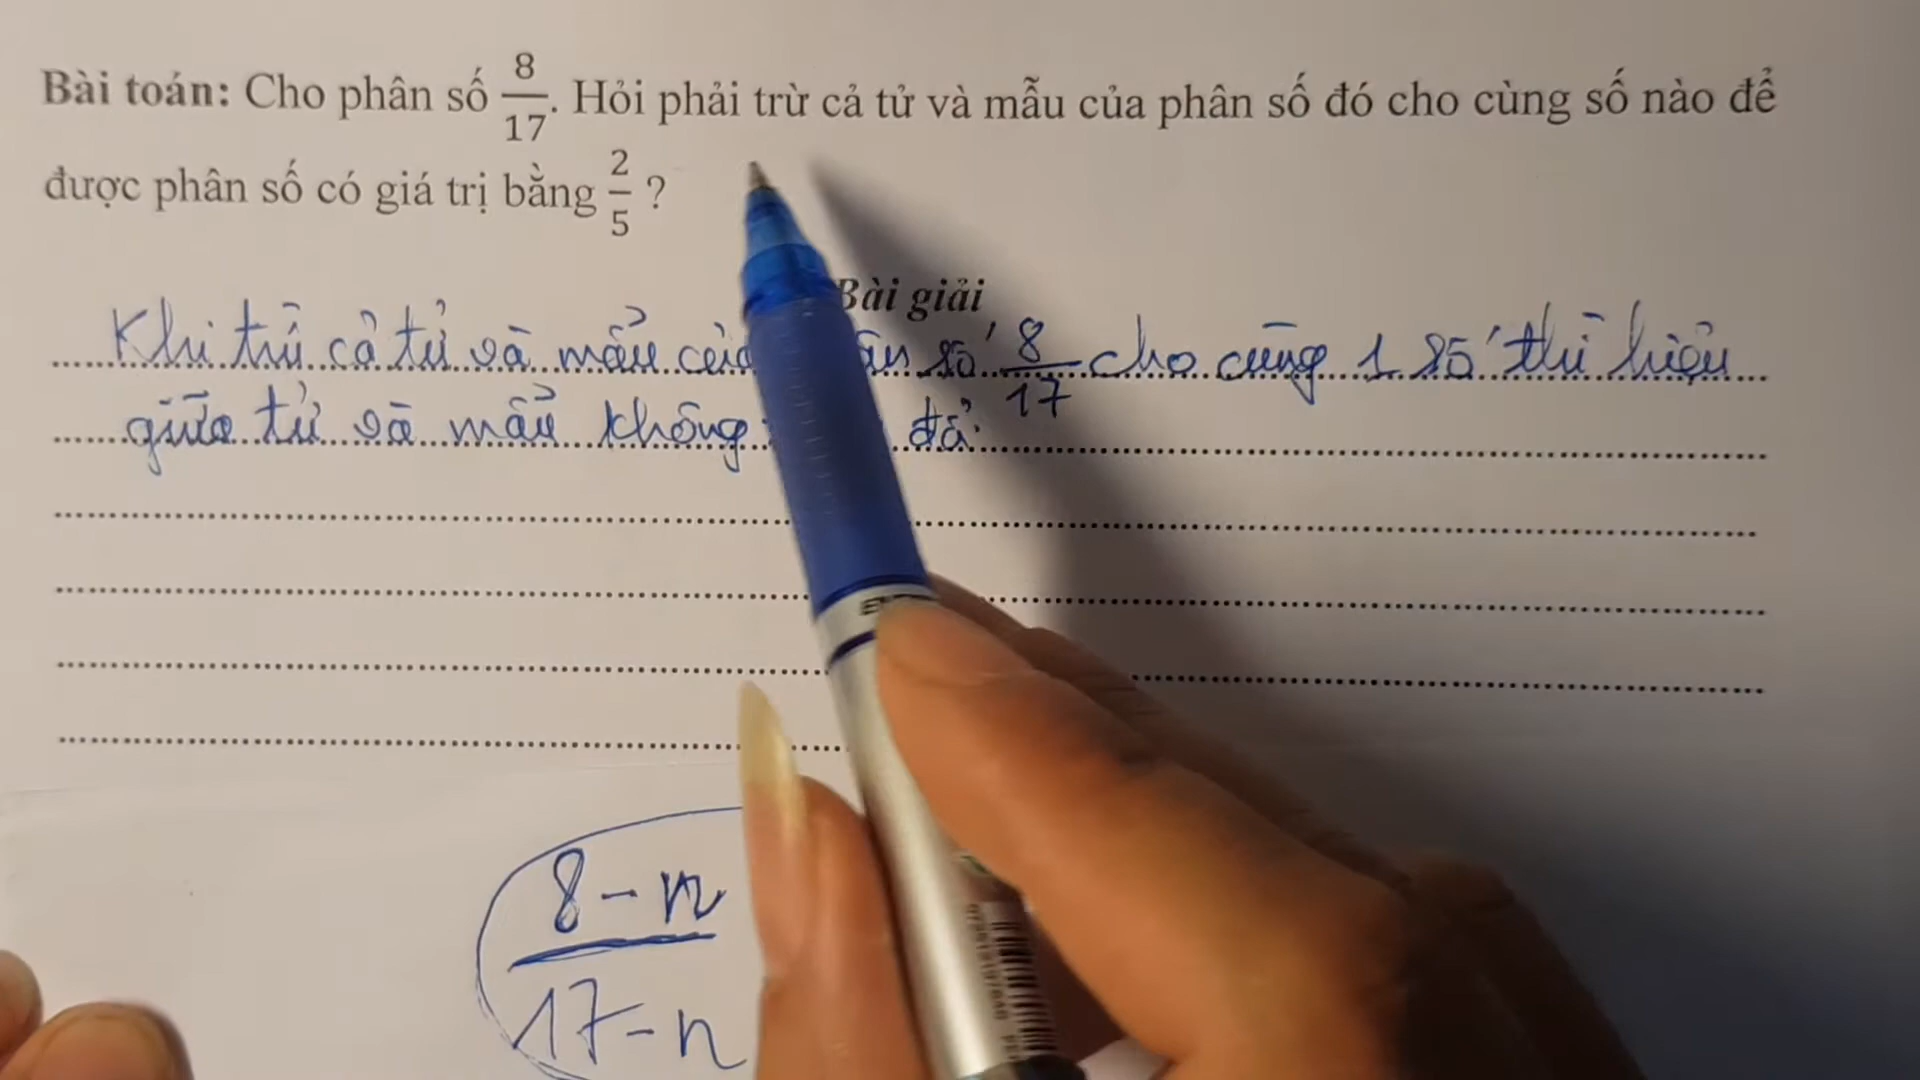 Bài toán: Cho phân số 8/17. Hỏi phải trừ cả tử và mẫu của phân số đó cho cùng số nào để
được phân số có giá trị bằng 2/5 ?
Bài giải
Khi trừ cả tử và mẫu của số 8/17 cho cùng 1 số thì hiệu
giữa tử và mẫu không đổi
8 - n
17 - n